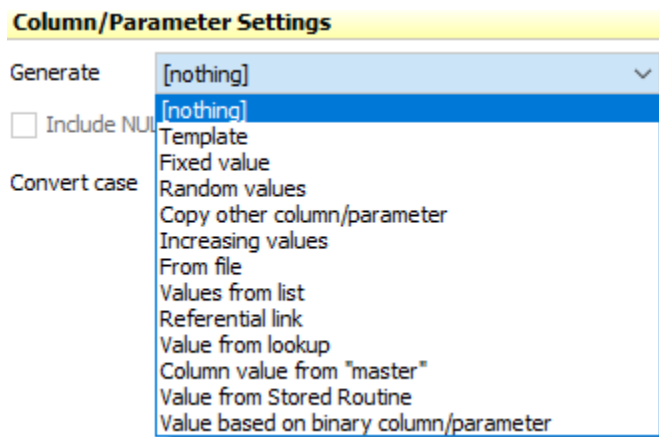 Column/Parameter Settings
Generate [nothing]
[nothing]
Include NUL
Template
Fixed value
Convert case
Random values
Copy other column/parameter
Increasing values
From file
Values from list
Referential link
Value from lookup
Column value from "master"
Value from Stored Routine
Value based on binary column/parameter